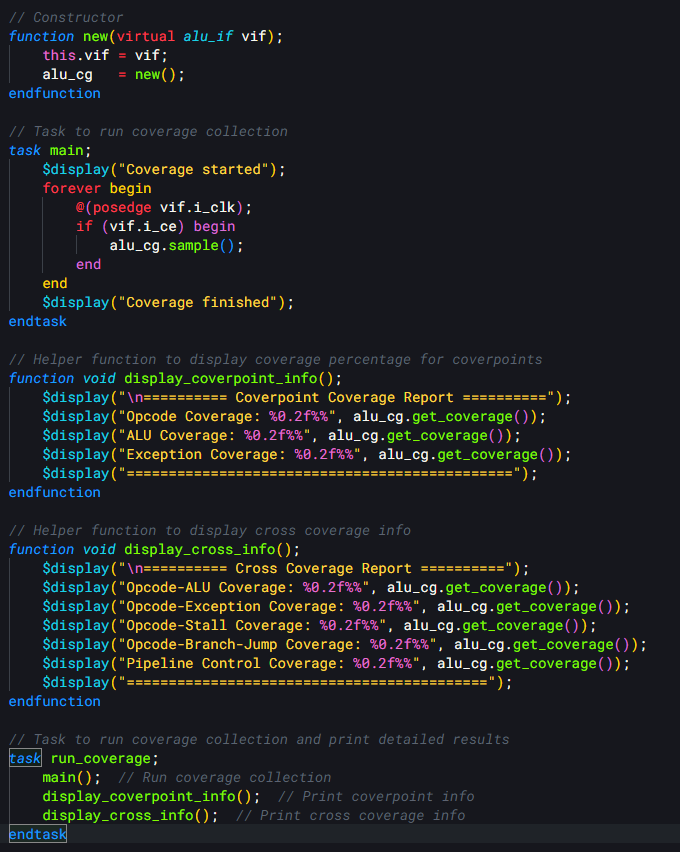 // Constructor
function new(virtual alu_if vif);
    this.vif = vif;
    alu_cg   = new();
endfunction

// Task to run coverage collection
task main;
    $display("Coverage started");
    forever begin
        @(posedge vif.i_clk);
        if (vif.i_ce) begin
            alu_cg.sample();
        end
    end
    $display("Coverage finished");
endtask

// Helper function to display coverage percentage for coverpoints
function void display_coverpoint_info();
    $display("\n========== Coverpoint Coverage Report ==========");
    $display("Opcode Coverage: %0.2f%%", alu_cg.get_coverage());
    $display("ALU Coverage: %0.2f%%", alu_cg.get_coverage());
    $display("Exception Coverage: %0.2f%%", alu_cg.get_coverage());
    $display("==============================================");
endfunction

// Helper function to display cross coverage info
function void display_cross_info();
    $display("\n========== Cross Coverage Report ==========");
    $display("Opcode-ALU Coverage: %0.2f%%", alu_cg.get_coverage());
    $display("Opcode-Exception Coverage: %0.2f%%", alu_cg.get_coverage());
    $display("Opcode-Stall Coverage: %0.2f%%", alu_cg.get_coverage());
    $display("Opcode-Branch-Jump Coverage: %0.2f%%", alu_cg.get_coverage());
    $display("Pipeline Control Coverage: %0.2f%%", alu_cg.get_coverage());
    $display("===========================================");
endfunction

// Task to run coverage collection and print detailed results
task run_coverage;
    main();  // Run coverage collection
    display_coverpoint_info();  // Print coverpoint info
    display_cross_info();  // Print cross coverage info
endtask